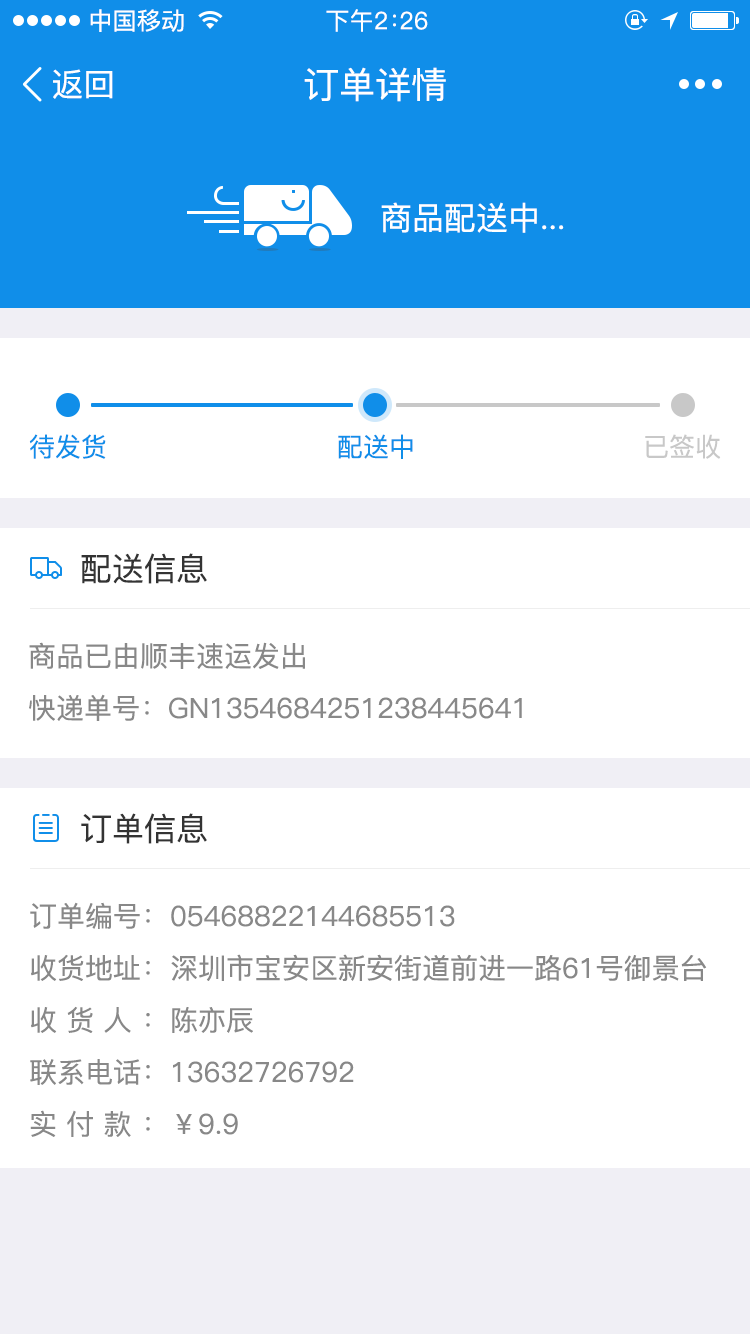 中国移动 下午2:26
返回 订单详情
商品配送中...
待发货 配送中 已签收
配送信息
商品已由顺丰速运发出
快递单号：GN1354684251238445641
订单信息
订单编号：05468822144685513
收货地址：深圳市宝安区新安街道前进一路61号御景台
收 货 人 ：陈亦辰
联系电话：13632726792
实 付 款 ：￥9.9